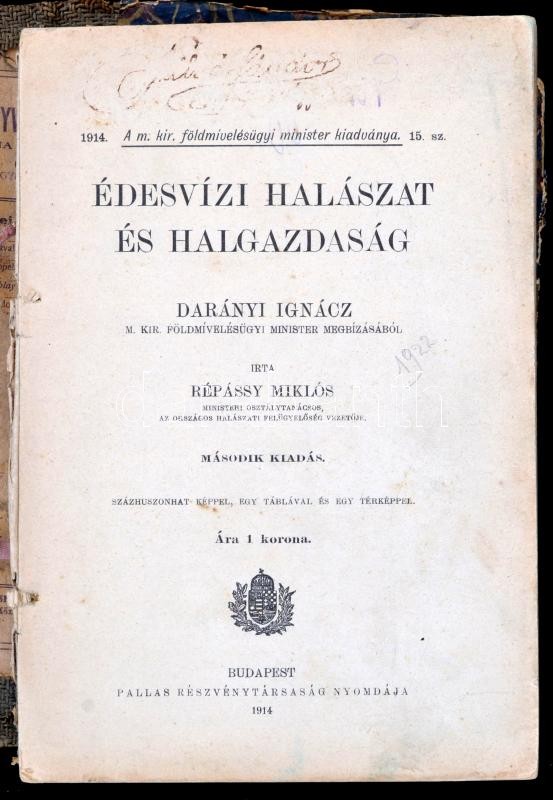 1914. A m. kir. földmívelésügyi minister kiadványa. 15. sz.
ÉDESVÍZI HALÁSZAT
ÉS HALGAZDASÁG
DARÁNYI IGNÁCZ
M. KIR. FÖLDMÍVELÉSÜGYI MINISTER MEGBÍZÁSÁBÓL
1922
IRTA
RÉPÁSSY MIKLÓS
MINISTERI OSZTÁLYTANÁCSOS,
AZ ORSZÁGOS HALÁSZATI FELÜGYELŐSÉG VEZETŐJE.
MÁSODIK KIADÁS.
SZÁZHUSZONHAT KÉPPEL, EGY TÁBLÁVAL ÉS EGY TÉRKÉPPEL.
Ára 1 korona.
BUDAPEST
PALLAS RÉSZVÉNYTÁRSASÁG NYOMDÁJA
1914